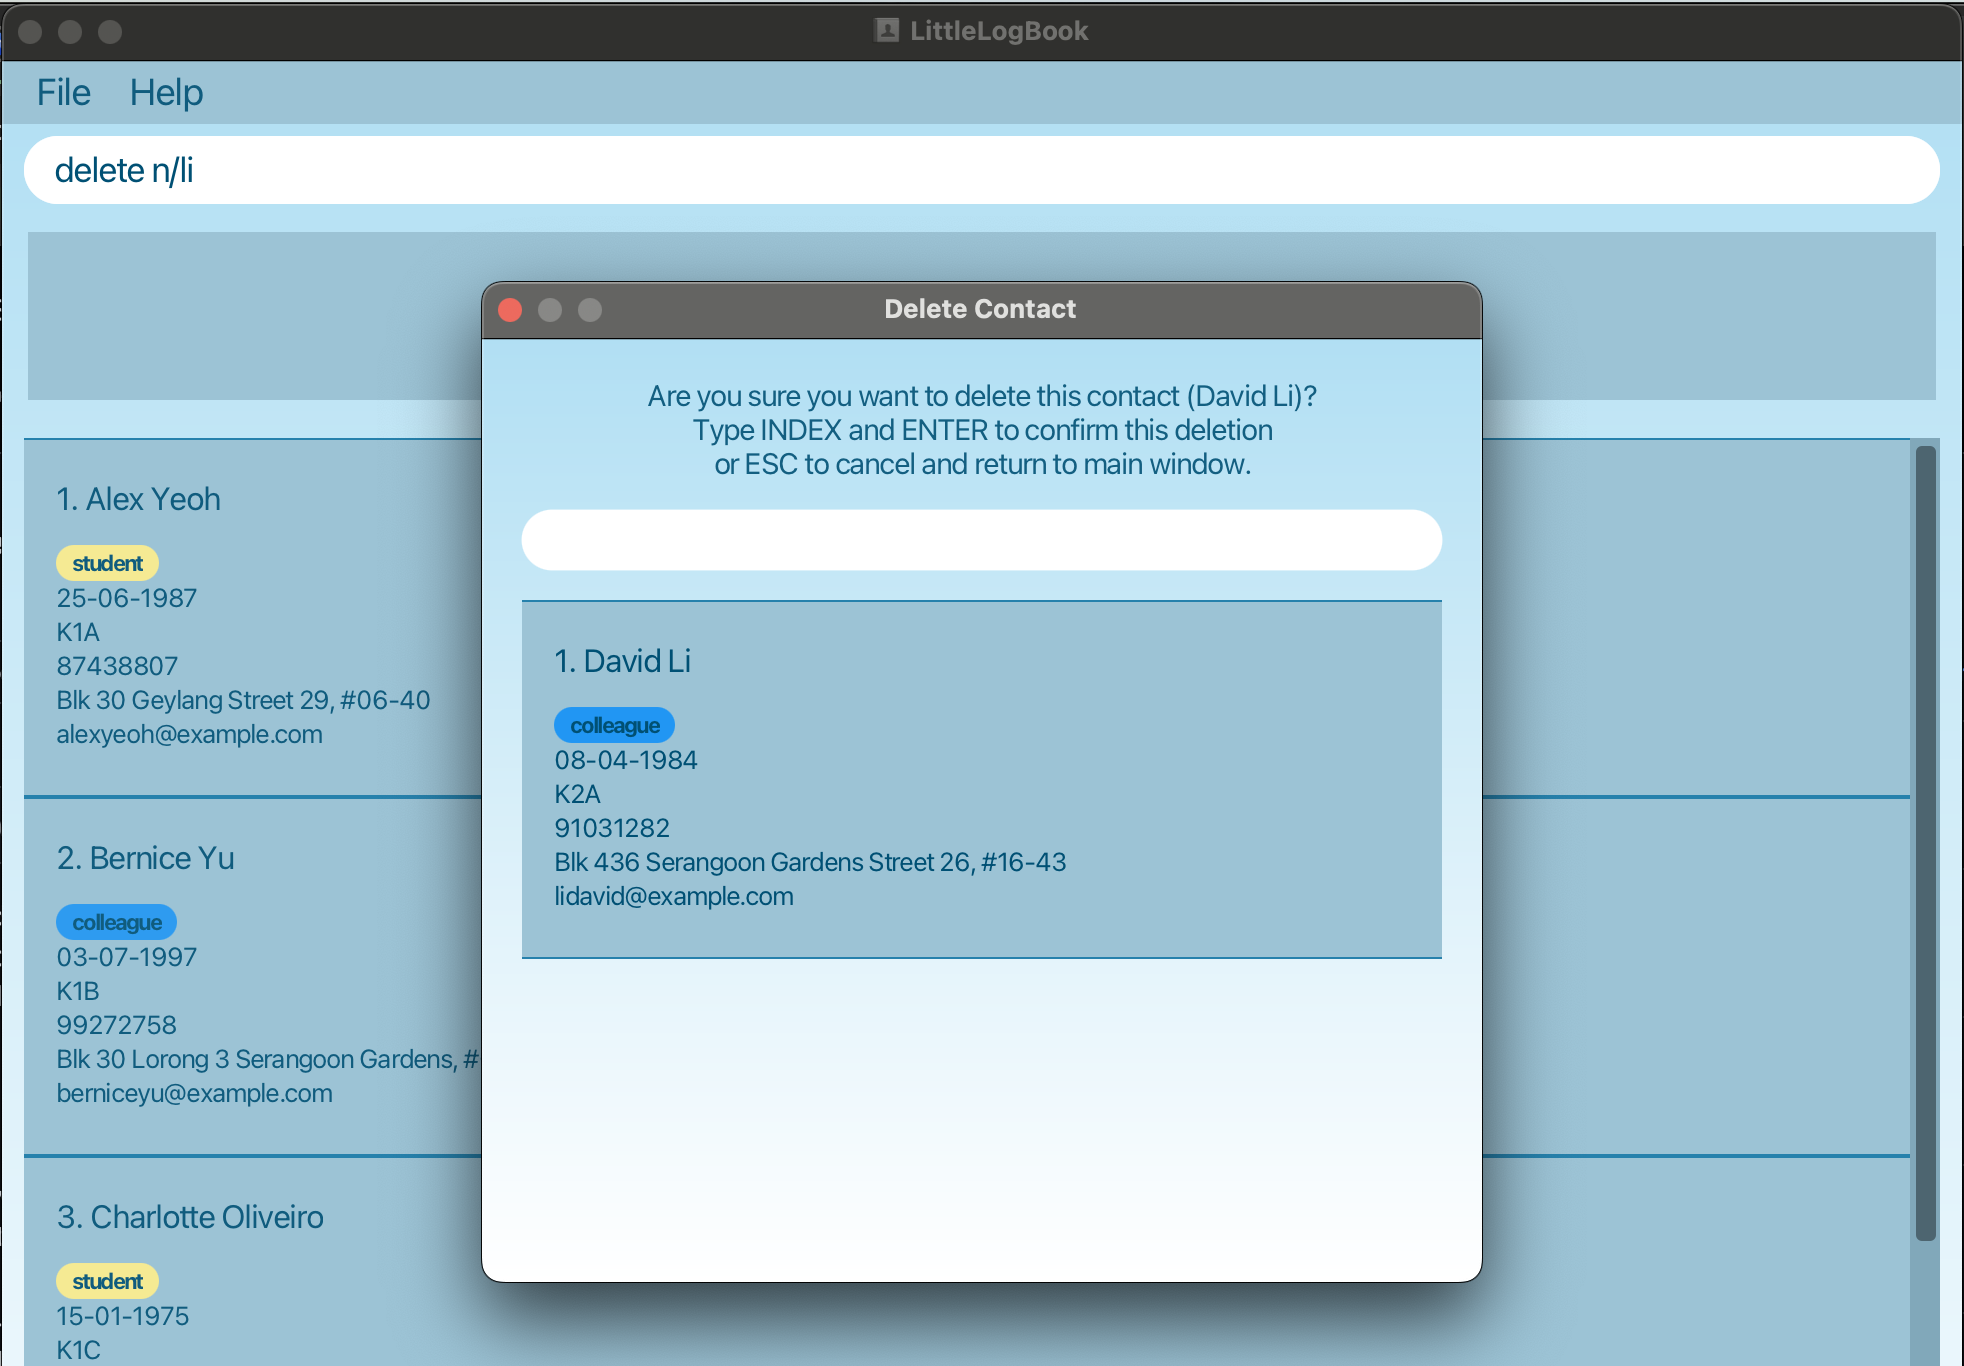 LittleLogBook
File Help
delete n/li
Delete Contact
Are you sure you want to delete this contact (David Li)?
Type INDEX and ENTER to confirm this deletion
or ESC to cancel and return to main window.
1. David Li
colleague
08-04-1984
K2A
91031282
Blk 436 Serangoon Gardens Street 26, #16-43
lidavid@example.com
1. Alex Yeoh
student
25-06-1987
K1A
87438807
Blk 30 Geylang Street 29, #06-40
alexyeoh@example.com
2. Bernice Yu
colleague
03-07-1997
K1B
99272758
Blk 30 Lorong 3 Serangoon Gardens, #
berniceyu@example.com
3. Charlotte Oliveiro
student
15-01-1975
K1C